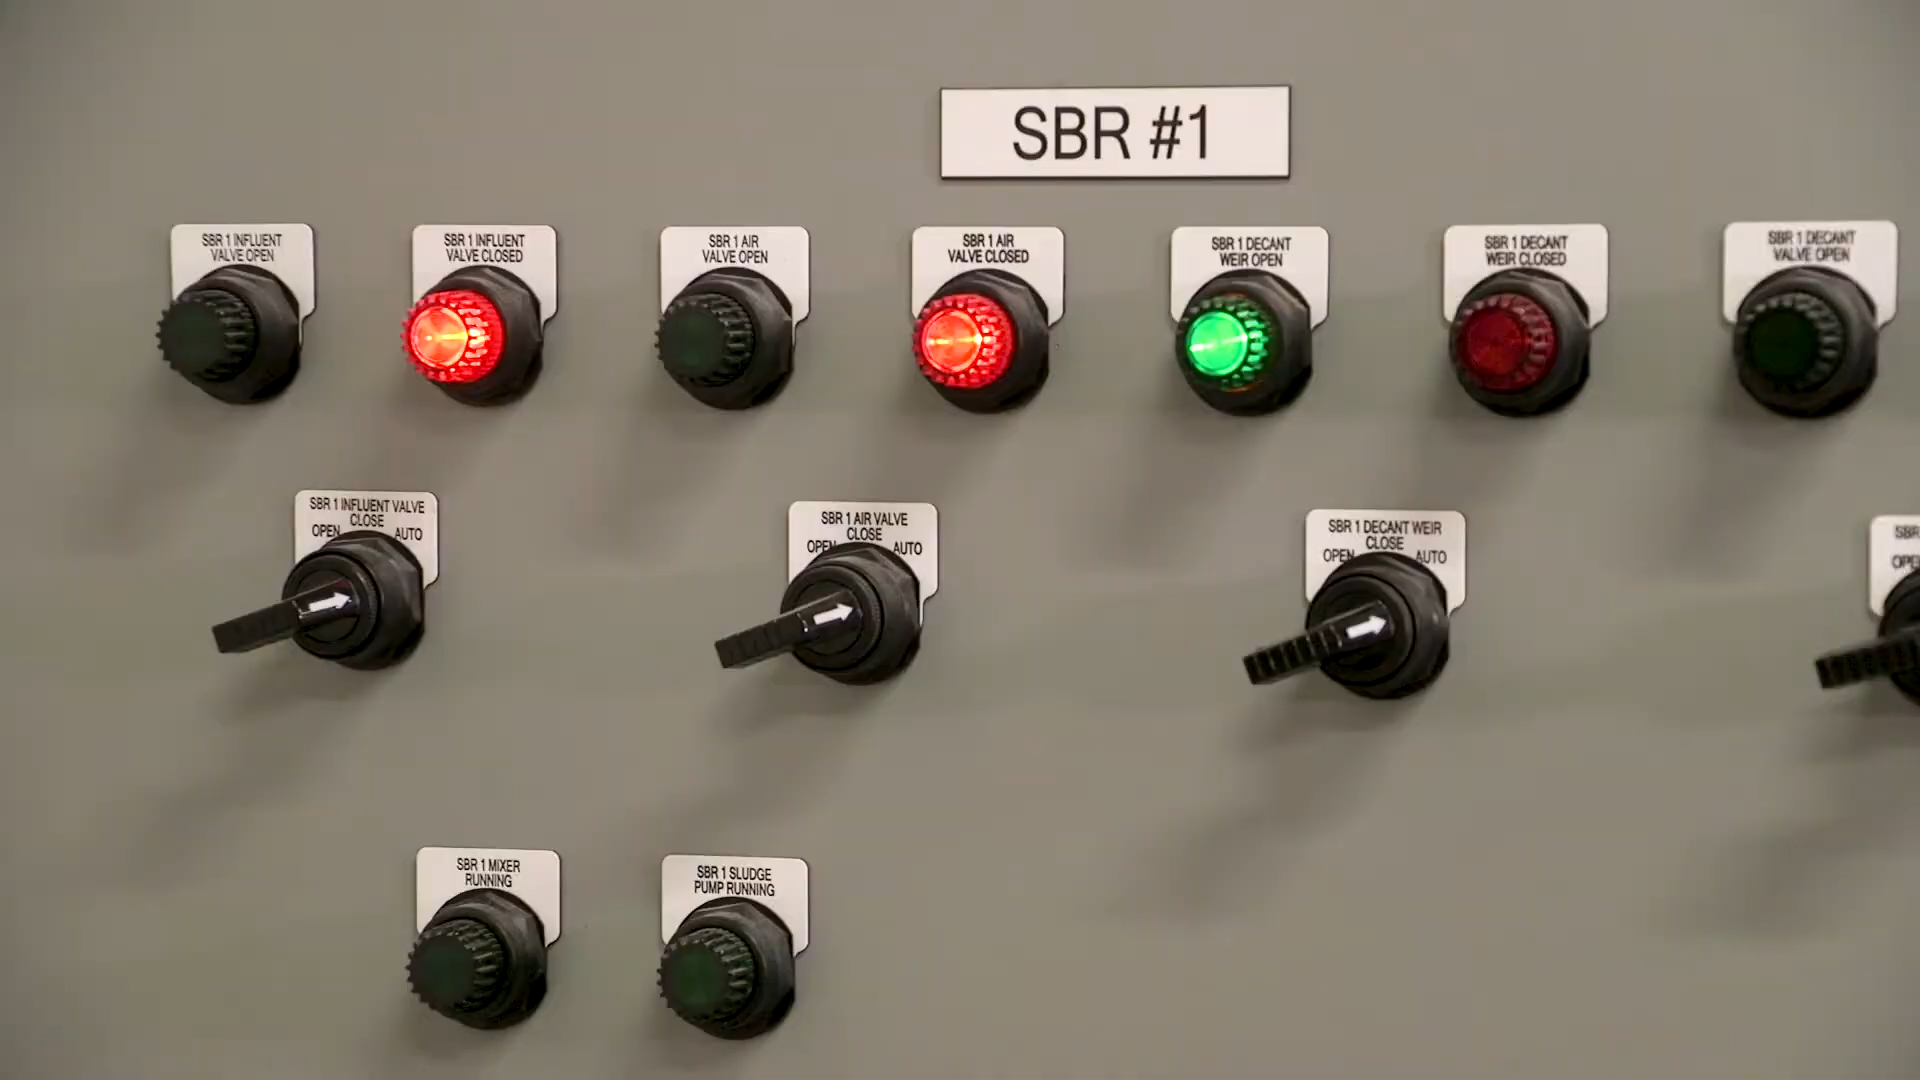 SBR #1
SBR 1 INFLUENT
VALVE OPEN
SBR 1 INFLUENT
VALVE CLOSED
SBR 1 AIR
VALVE OPEN
SBR 1 AIR
VALVE CLOSED
SBR 1 DECANT
WEIR OPEN
SBR 1 DECANT
WEIR CLOSED
SBR 1 DECANT
VALVE OPEN
SBR 1 INFLUENT VALVE
CLOSE
OPEN AUTO
SBR 1 AIR VALVE
CLOSE
OPEN AUTO
SBR 1 DECANT WEIR
CLOSE
OPEN AUTO
SBR
SBR 1 MIXER
RUNNING
SBR 1 SLUDGE
PUMP RUNNING